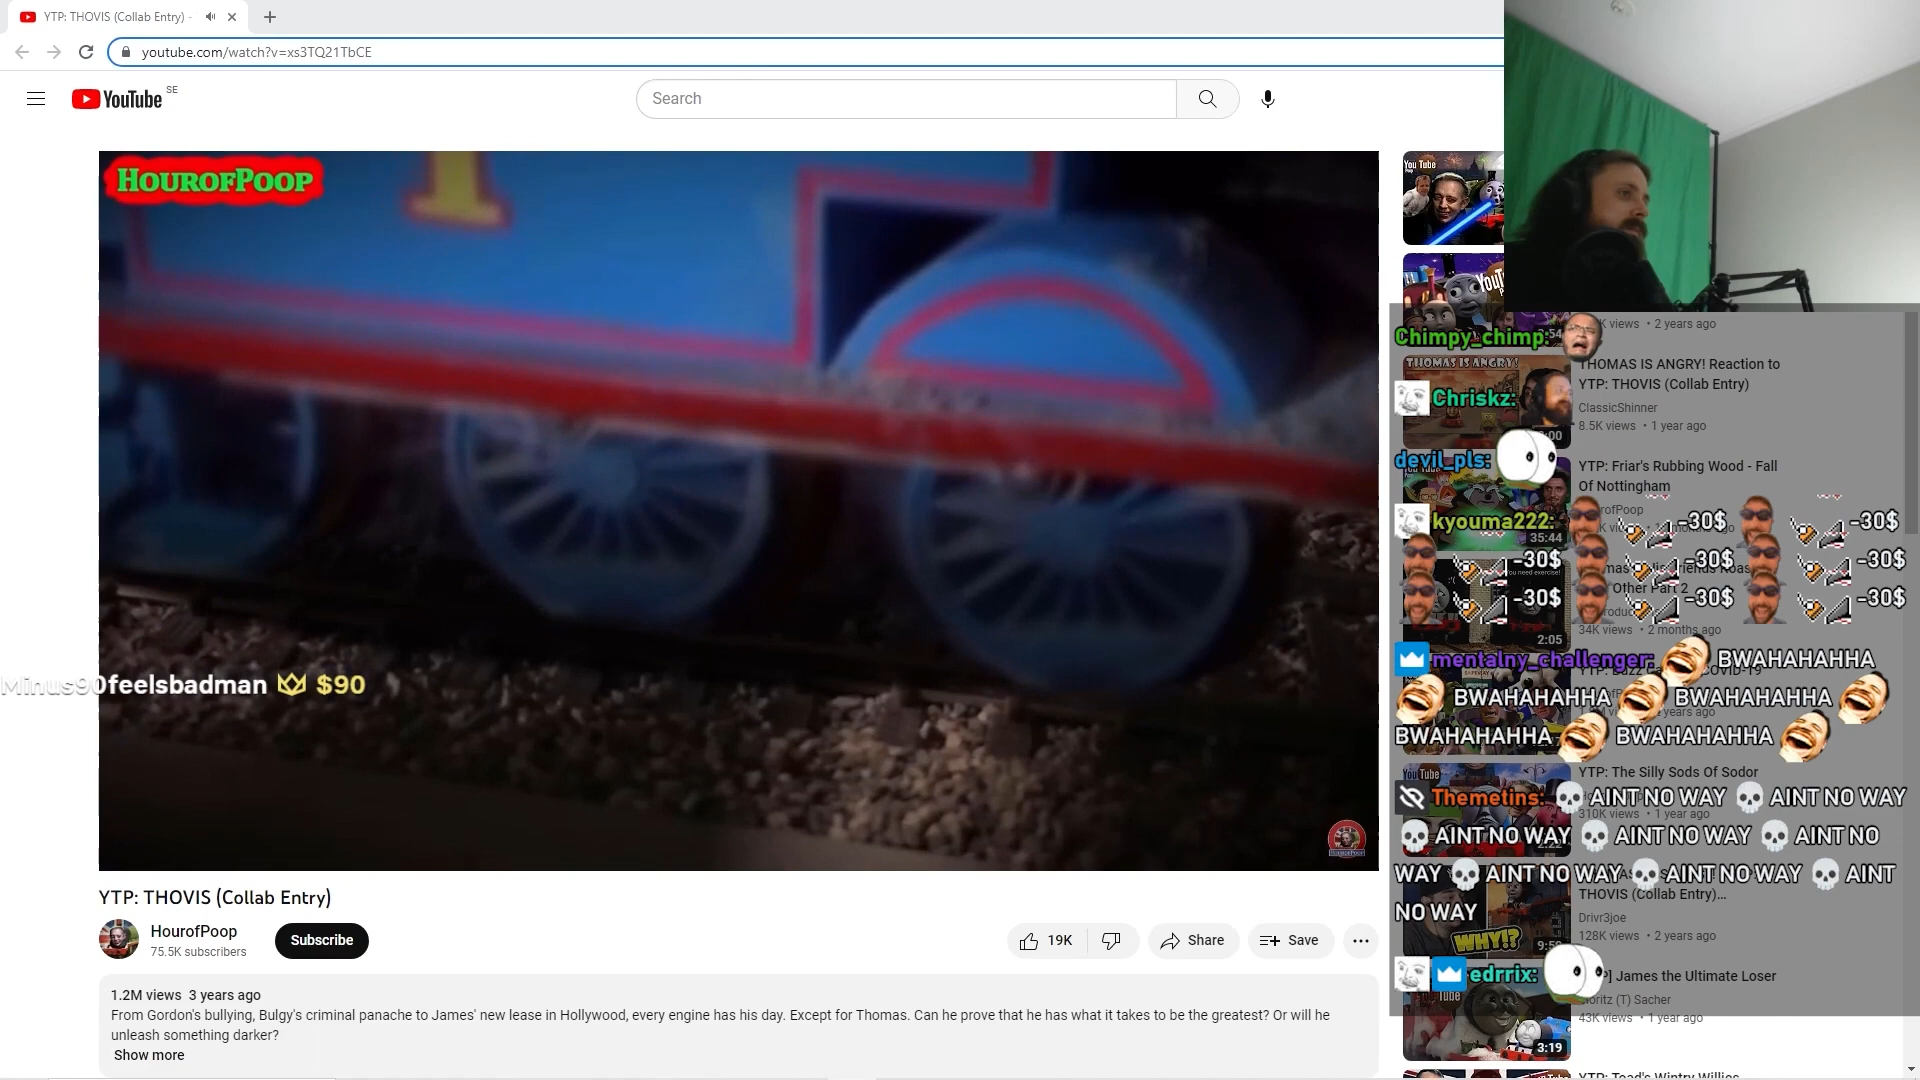 YTP: THOVIS (Collab Entry) -
youtube.com/watch?v=xs3TQ21TbCE
YouTube SE
Search
HOUROFPOOP
1
Minus90feelsbadman $90
YTP: THOVIS (Collab Entry)
HourofPoop
75.5K subscribers
Subscribe
19K
Share
Save
1.2M views 3 years ago
From Gordon's bullying, Bulgy's criminal panache to James' new lease in Hollywood, every engine has his day. Except for Thomas. Can he prove that he has what it takes to be the greatest? Or will he
unleash something darker?
Show more
You Tube
K views • 2 years ago
Chimpy_chimp:
THOMAS IS ANGRY!
THOMAS IS ANGRY! Reaction to
YTP: THOVIS (Collab Entry)
ClassicShinner
8.5K views • 1 year ago
Chriskz:
devil_pls:
YTP: Friar's Rubbing Wood - Fall
Of Nottingham
35:44
kyouma222: -30$ -30$
-30$ -30$ -30$
-30$ -30$ -30$
Other Part 2
34K views • 2 months ago
2:05
mentalny_challenger: BWAHAHAHHA
BWAHAHAHHA BWAHAHAHHA
BWAHAHAHHA BWAHAHAHHA
You Tube
YTP: The Silly Sods Of Sodor
310K views • 1 year ago
Themetins: AINT NO WAY AINT NO WAY
AINT NO WAY AINT NO WAY AINT NO
WAY AINT NO WAY AINT NO WAY AINT
NO WAY
THOVIS (Collab Entry)...
Drivr3joe
128K views • 2 years ago
WHY!?
edrrix:
James the Ultimate Loser
Moritz (T) Sacher
43K views • 1 year ago
3:19
YTP: Toad's Wintry Willies